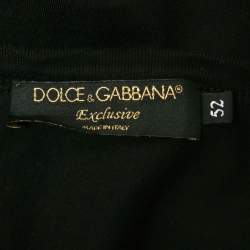 DOLCE & GABBANA®
Exclusive
MADE IN ITALY
52